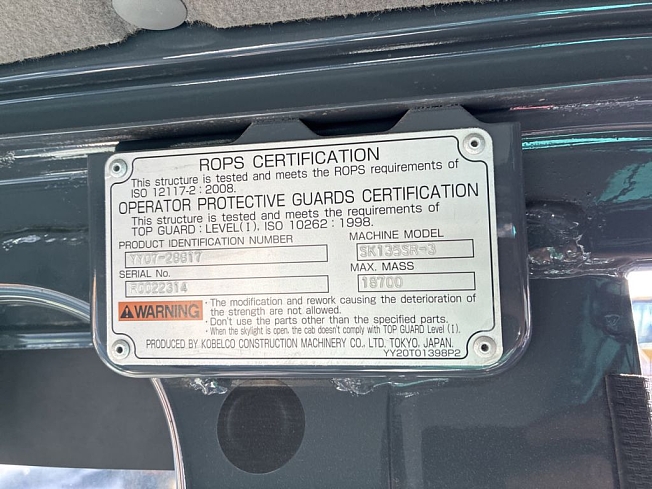 ROPS CERTIFICATION
This structure is tested and meets the ROPS requirements of
ISO 12117-2 : 2008.
OPERATOR PROTECTIVE GUARDS CERTIFICATION
This structure is tested and meets the requirements of
TOP GUARD : LEVEL(I). ISO 10262 : 1998.
PRODUCT IDENTIFICATION NUMBER MACHINE MODEL
YY07-28817 SK135SR-3
SERIAL No. MAX. MASS
R0022314 16700
WARNING
• The modification and rework causing the deterioration of
the strength are not allowed.
• Don't use the parts other than the specified parts.
• When the skylight is open, the cab doesn't comply with TOP GUARD Level (I).
PRODUCED BY KOBELCO CONSTRUCTION MACHINERY CO., LTD. TOKYO, JAPAN.
YY20T01398P2